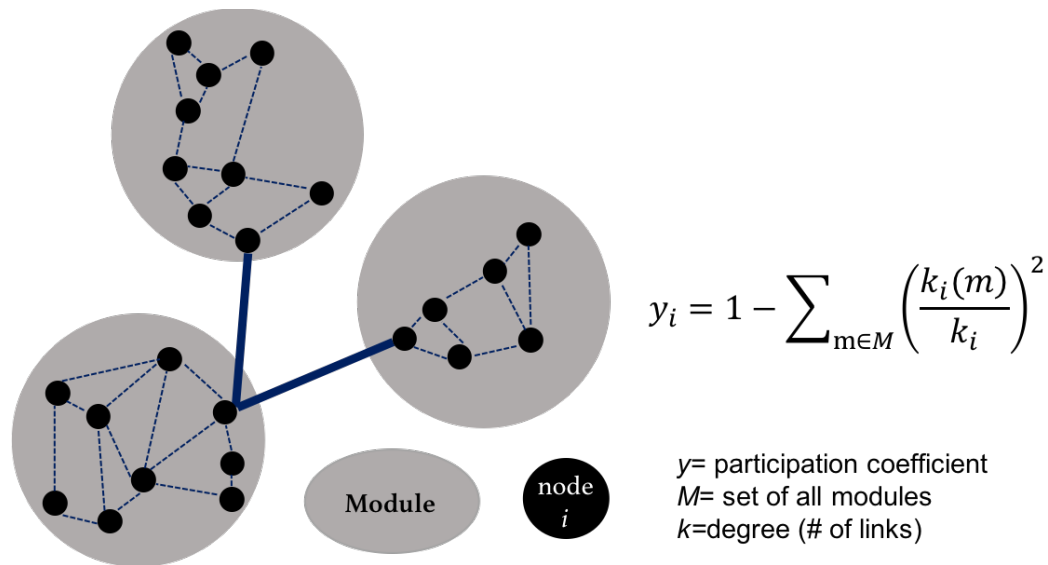 y_i = 1 − ∑_{m∈M} (k_i(m)/k_i)^2
Module
node
i
y= participation coefficient
M= set of all modules
k=degree (# of links)